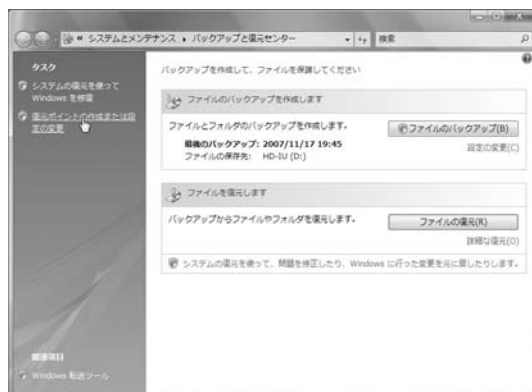 システムとメンテナンス ▸ バックアップと復元センター
検索
タスク
システムの復元を使って
Windows を修復
復元ポイントの作成または設
定の変更
関連項目
Windows 転送ツール
バックアップを作成して、ファイルを保護してください
ファイルのバックアップを作成します
ファイルとフォルダのバックアップを作成します。
ファイルのバックアップ(B)
最後のバックアップ: 2007/11/17 19:45
ファイルの保存先: HD-IU (D:)
設定の変更(C)
ファイルを復元します
バックアップからファイルやフォルダを復元します。
ファイルの復元(R)
詳細な復元(O)
システムの復元を使って、問題を修正したり、Windows に行った変更を元に戻したりします。